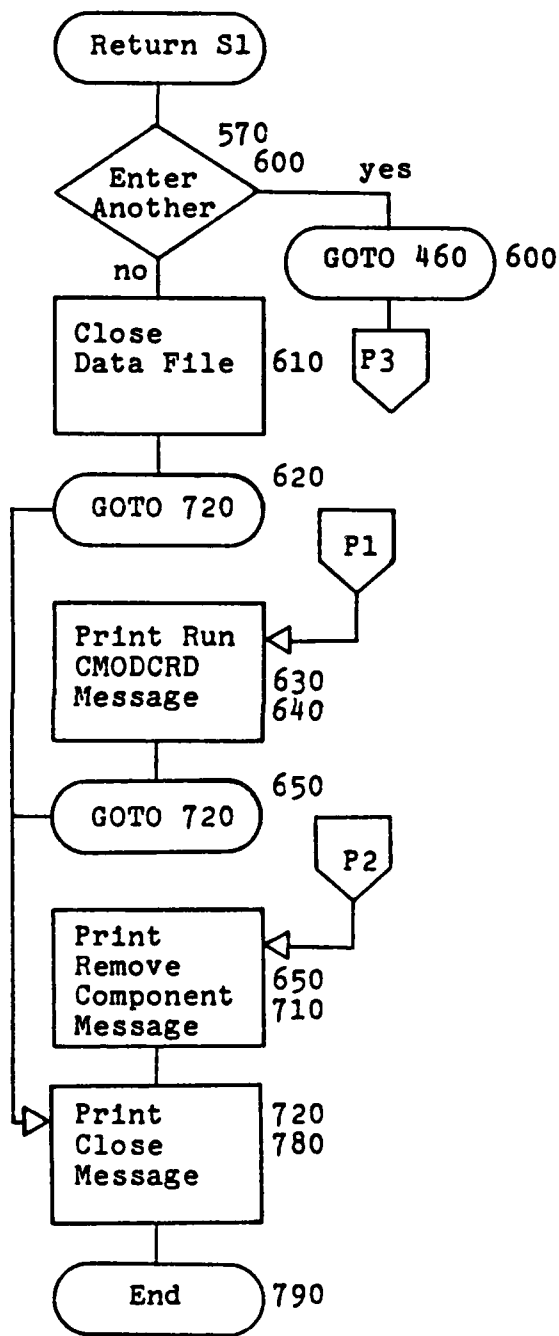 Return S1
570
600
Enter
Another
yes
no
GOTO 460
600
Close
Data File
610
P3
620
GOTO 720
P1
Print Run
CMODCRD
Message
630
640
650
GOTO 720
P2
Print
Remove
Component
Message
650
710
Print
Close
Message
720
780
End
790